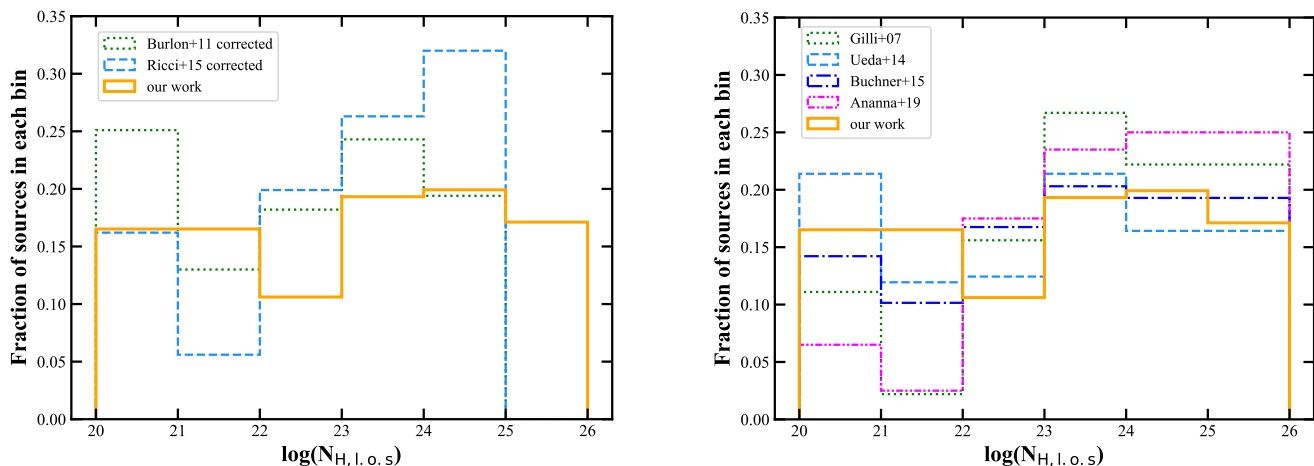 Fraction of sources in each bin
0.35
0.30
0.25
0.20
0.15
0.10
0.05
0.00
Burlon+11 corrected
Ricci+15 corrected
our work
20 21 22 23 24 25 26
log(N_H, l.o.s)
Fraction of sources in each bin
0.35
0.30
0.25
0.20
0.15
0.10
0.05
0.00
Gilli+07
Ueda+14
Buchner+15
Ananna+19
our work
20 21 22 23 24 25 26
log(N_H, l.o.s)